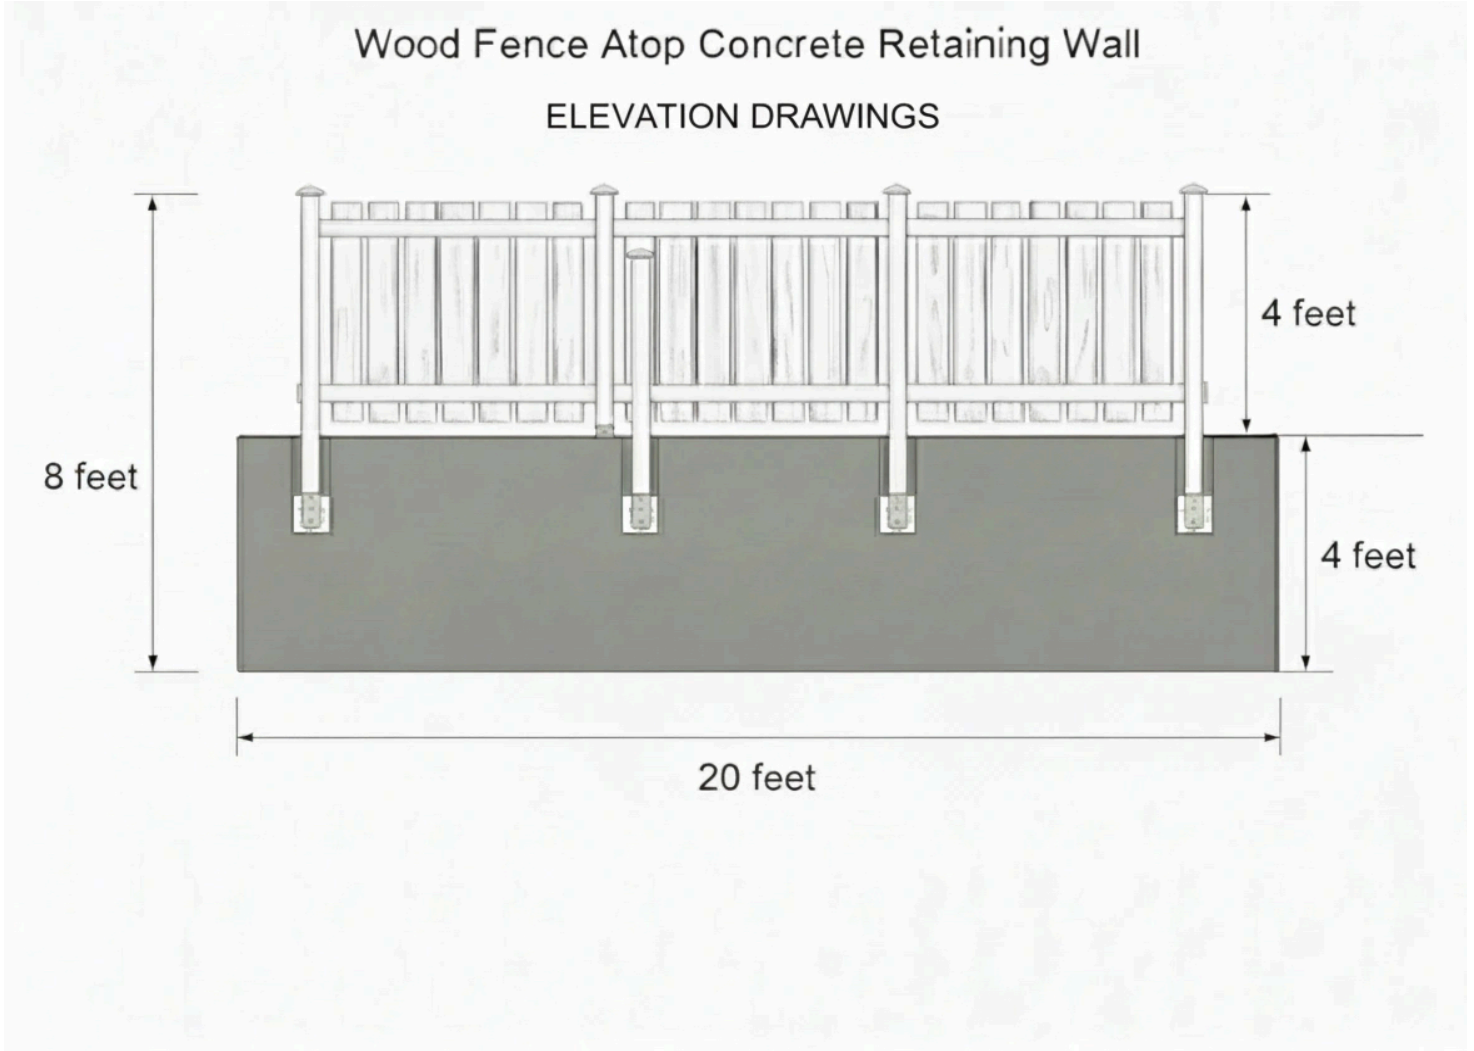 Wood Fence Atop Concrete Retaining Wall
ELEVATION DRAWINGS
4 feet
8 feet
4 feet
20 feet